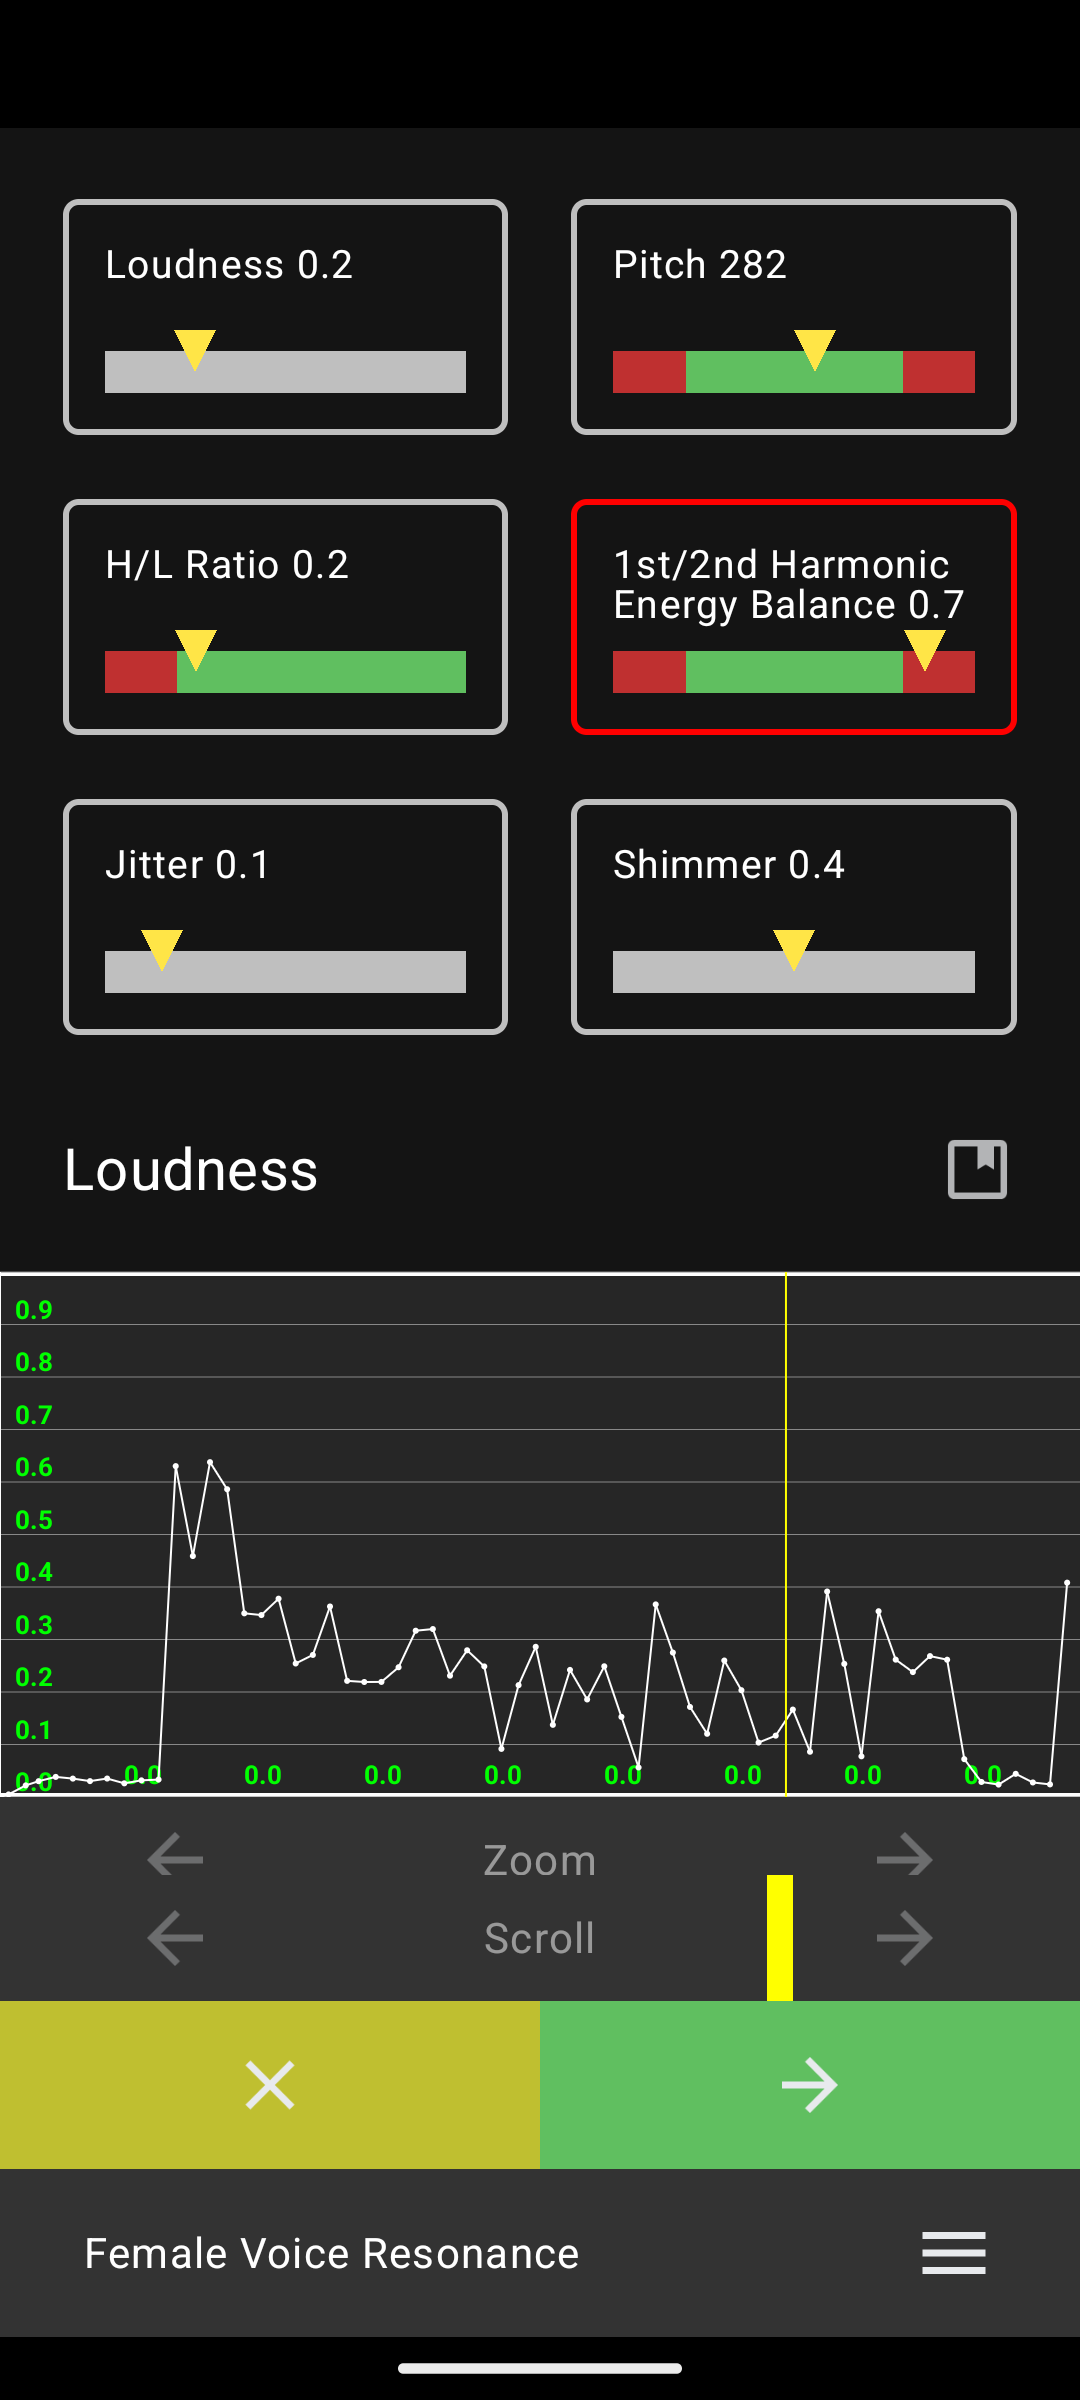 Loudness 0.2
Pitch 282
H/L Ratio 0.2
1st/2nd Harmonic
Energy Balance 0.7
Jitter 0.1
Shimmer 0.4
Loudness
0.9
0.8
0.7
0.6
0.5
0.4
0.3
0.2
0.1
0.0
0.0 0.0 0.0 0.0 0.0 0.0 0.0 0.0
Zoom
Scroll
Female Voice Resonance